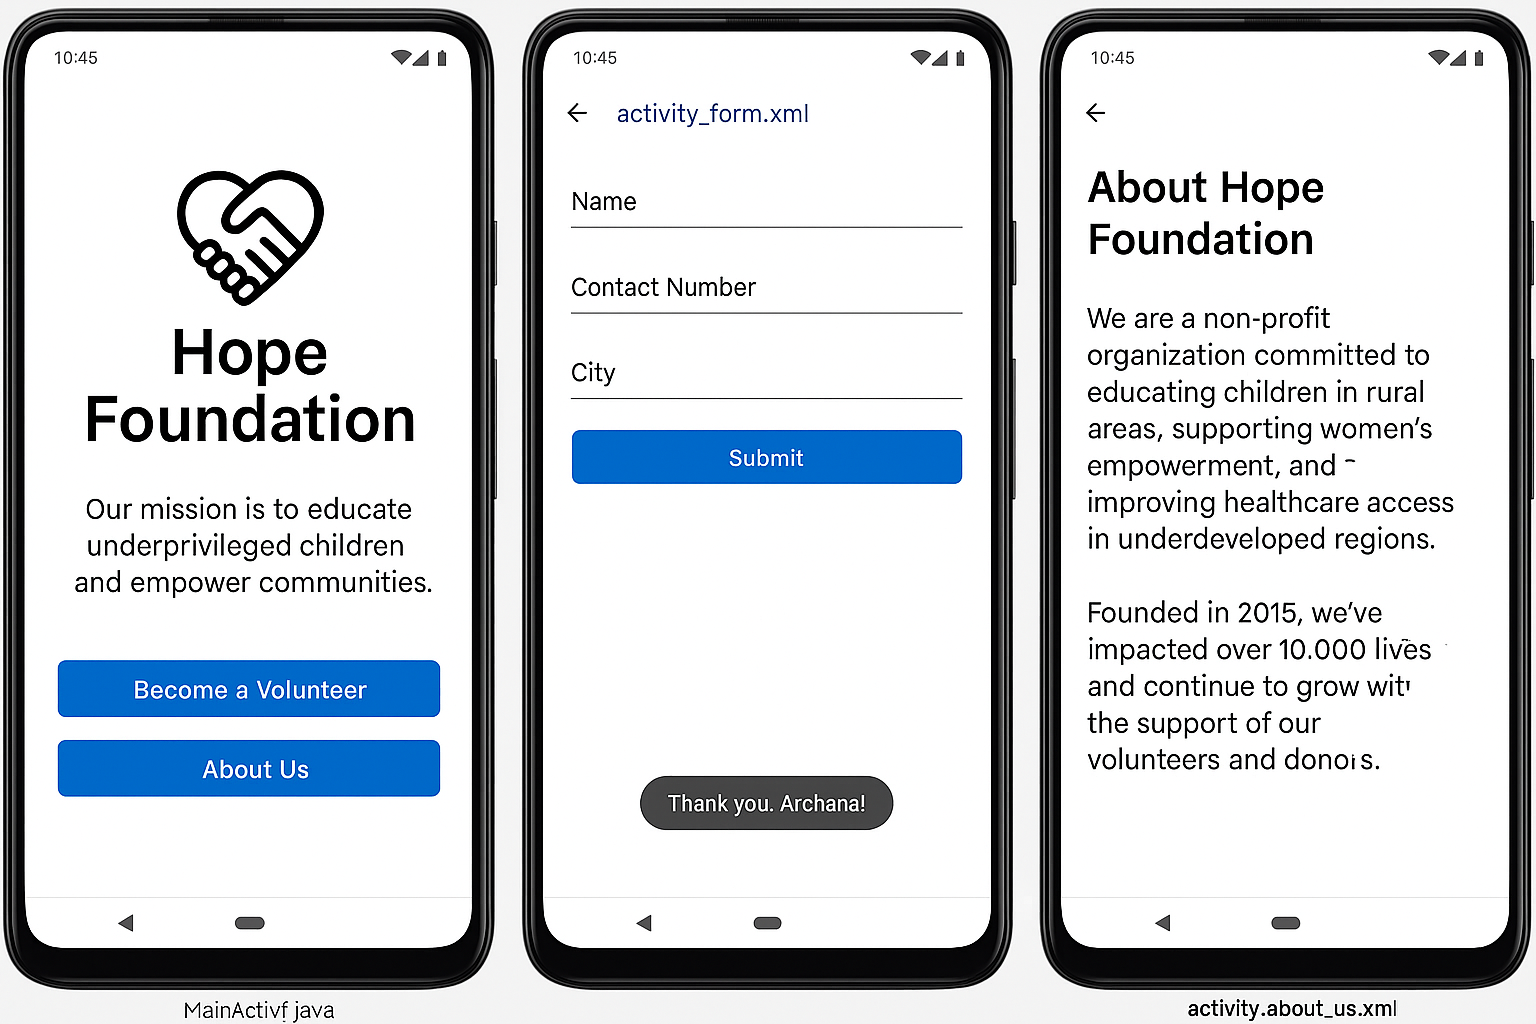 10:45
Hope
Foundation
Our mission is to educate
underprivileged children
and empower communities.
Become a Volunteer
About Us
MainActivf java
10:45
activity_form.xml
Name
Contact Number
City
Submit
Thank you. Archana!
10:45
About Hope
Foundation
We are a non-profit
organization committed to
educating children in rural
areas, supporting women's
empowerment, and -
improving healthcare access
in underdeveloped regions.
Founded in 2015, we've
impacted over 10.000 lives
and continue to grow
the support of our
volunteers and donors.
activity.about_us.xml